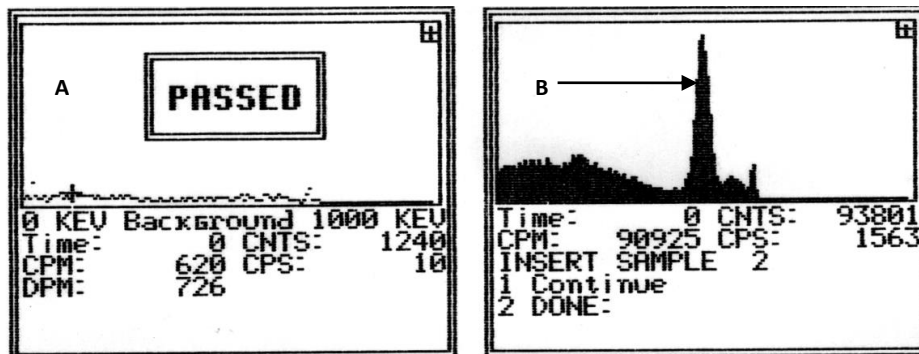 A
PASSED
0 KEV Background 1000 KEV
Time: 0 CNTS: 1240
CPM: 620 CPS: 10
DPM: 726
B
Time: 0 CNTS: 93801
CPM: 90925 CPS: 1563
INSERT SAMPLE 2
1 Continue
2 DONE: